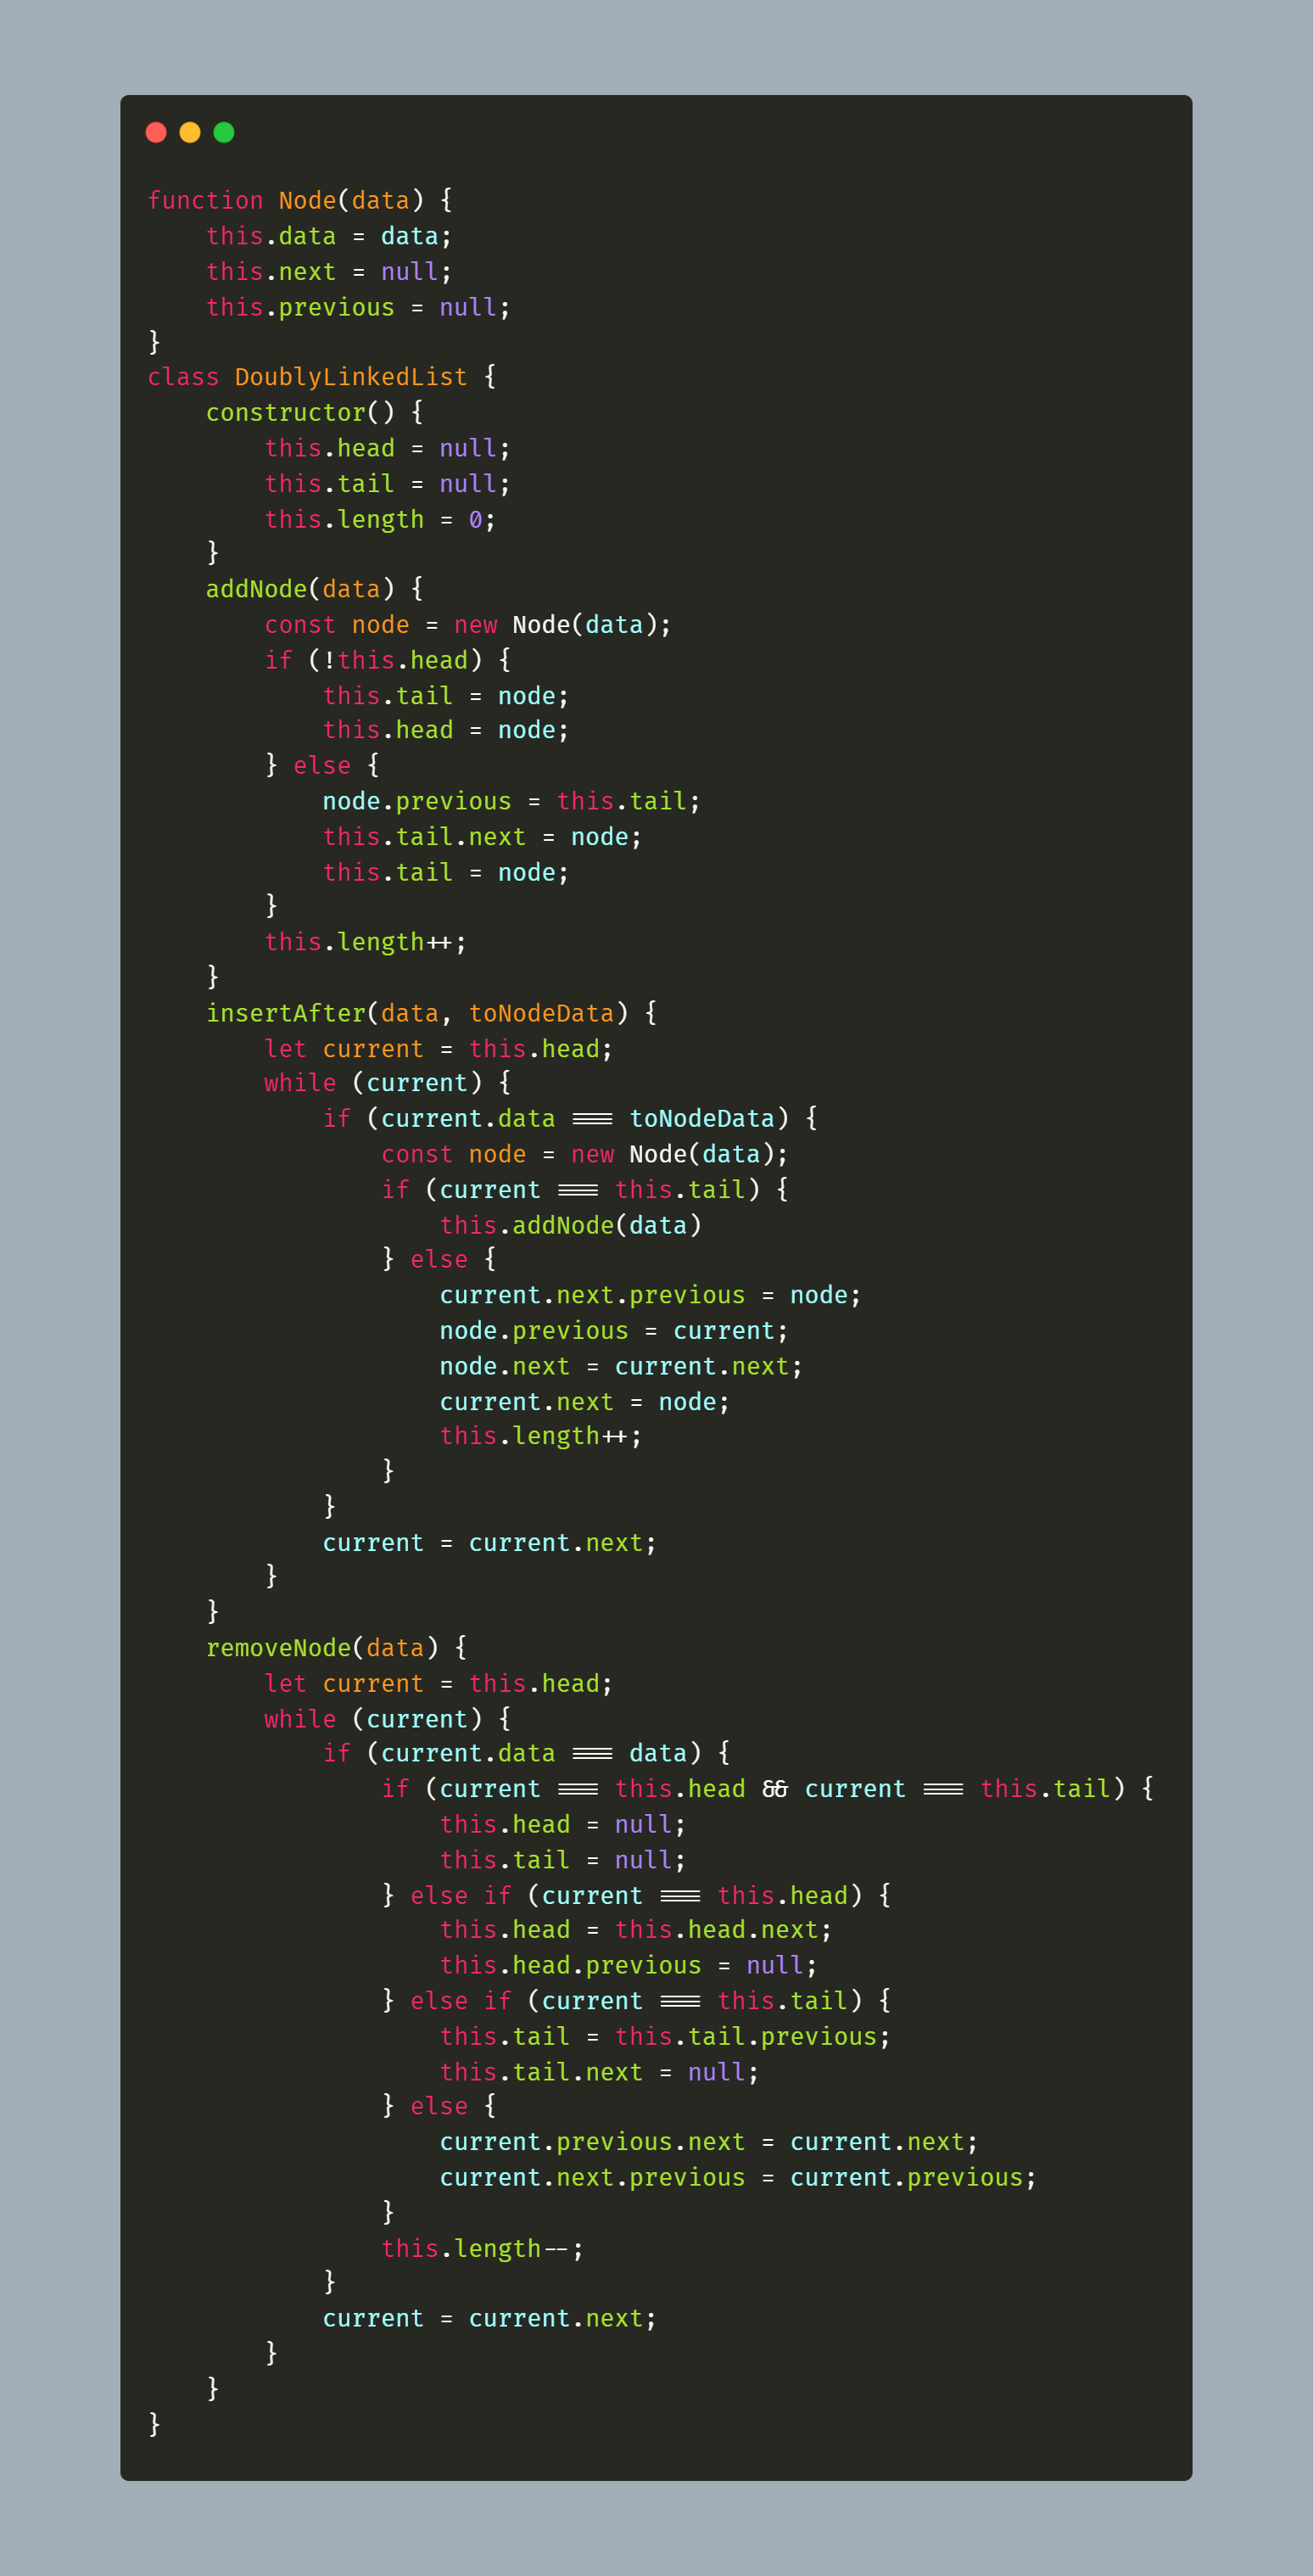 function Node(data) {
    this.data = data;
    this.next = null;
    this.previous = null;
}
class DoublyLinkedList {
    constructor() {
        this.head = null;
        this.tail = null;
        this.length = 0;
    }
    addNode(data) {
        const node = new Node(data);
        if (!this.head) {
            this.tail = node;
            this.head = node;
        } else {
            node.previous = this.tail;
            this.tail.next = node;
            this.tail = node;
        }
        this.length++;
    }
    insertAfter(data, toNodeData) {
        let current = this.head;
        while (current) {
            if (current.data === toNodeData) {
                const node = new Node(data);
                if (current === this.tail) {
                    this.addNode(data)
                } else {
                    current.next.previous = node;
                    node.previous = current;
                    node.next = current.next;
                    current.next = node;
                    this.length++;
                }
            }
            current = current.next;
        }
    }
    removeNode(data) {
        let current = this.head;
        while (current) {
            if (current.data === data) {
                if (current === this.head && current === this.tail) {
                    this.head = null;
                    this.tail = null;
                } else if (current === this.head) {
                    this.head = this.head.next;
                    this.head.previous = null;
                } else if (current === this.tail) {
                    this.tail = this.tail.previous;
                    this.tail.next = null;
                } else {
                    current.previous.next = current.next;
                    current.next.previous = current.previous;
                }
                this.length--;
            }
            current = current.next;
        }
    }
}